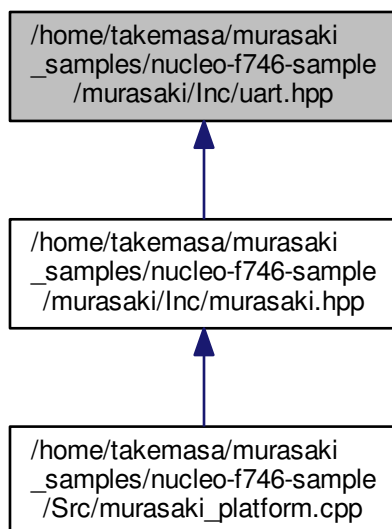 /home/takemasa/murasaki
_samples/nucleo-f746-sample
/murasaki/Inc/uart.hpp
/home/takemasa/murasaki
_samples/nucleo-f746-sample
/murasaki/Inc/murasaki.hpp
/home/takemasa/murasaki
_samples/nucleo-f746-sample
/Src/murasaki_platform.cpp